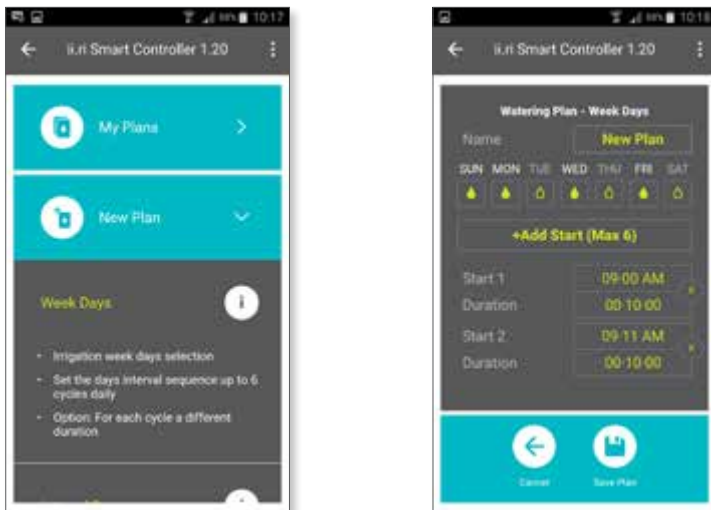 10:17
ii.ri Smart Controller 1.20
My Plans
New Plan
Week Days
i
- Irrigation week days selection
- Set the days interval sequence up to 6
cycles daily
- Option: For each cycle a different
duration
10:18
ii.ri Smart Controller 1.20
Watering Plan - Week Days
Name New Plan
SUN MON TUE WED THU FRI SAT
+Add Start (Max 6)
Start 1 09:00 AM
Duration 00:10:00
Start 2 09:11 AM
Duration 00:10:00
Cancel Save Plan